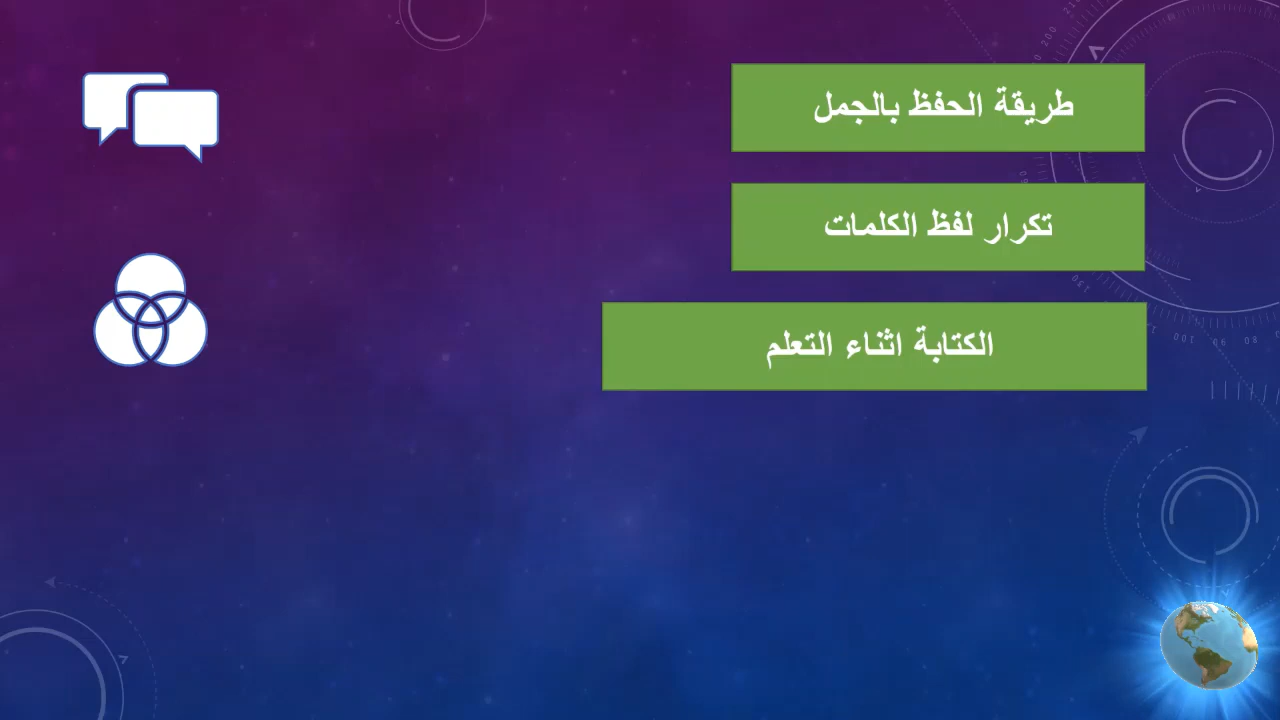 طريقة الحفظ بالجمل
تكرار لفظ الكلمات
الكتابة اثناء التعلم